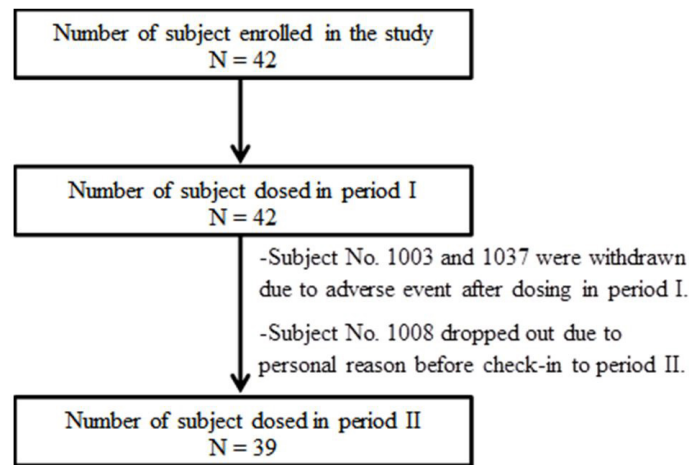 Number of subject enrolled in the study
N = 42
Number of subject dosed in period I
N = 42
-Subject No. 1003 and 1037 were withdrawn
due to adverse event after dosing in period I.
-Subject No. 1008 dropped out due to
personal reason before check-in to period II.
Number of subject dosed in period II
N = 39